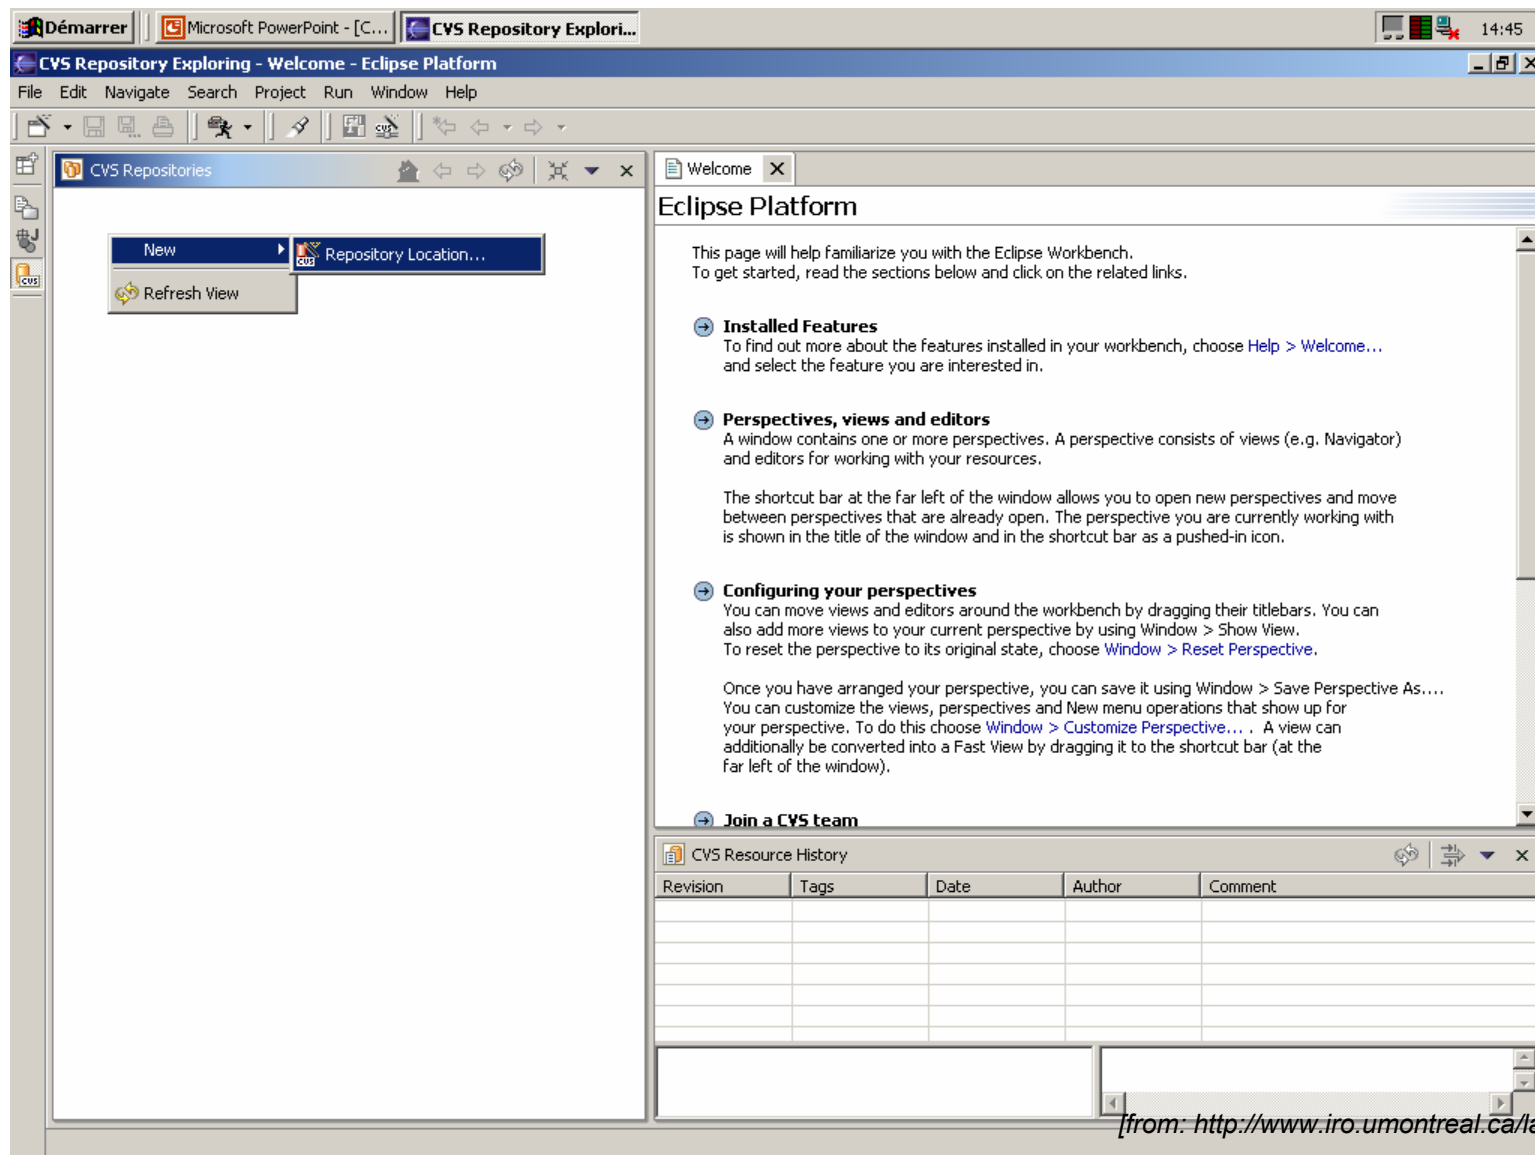 Démarrer
Microsoft PowerPoint - [C...
CVS Repository Explori...
14:45
CVS Repository Exploring - Welcome - Eclipse Platform
File Edit Navigate Search Project Run Window Help
CVS Repositories
New
Repository Location...
Refresh View
Welcome
Eclipse Platform
This page will help familiarize you with the Eclipse Workbench.
To get started, read the sections below and click on the related links.
Installed Features
To find out more about the features installed in your workbench, choose Help > Welcome...
and select the feature you are interested in.
Perspectives, views and editors
A window contains one or more perspectives. A perspective consists of views (e.g. Navigator)
and editors for working with your resources.
The shortcut bar at the far left of the window allows you to open new perspectives and move
between perspectives that are already open. The perspective you are currently working with
is shown in the title of the window and in the shortcut bar as a pushed-in icon.
Configuring your perspectives
You can move views and editors around the workbench by dragging their titlebars. You can
also add more views to your current perspective by using Window > Show View.
To reset the perspective to its original state, choose Window > Reset Perspective.
Once you have arranged your perspective, you can save it using Window > Save Perspective As....
You can customize the views, perspectives and New menu operations that show up for
your perspective. To do this choose Window > Customize Perspective... . A view can
additionally be converted into a Fast View by dragging it to the shortcut bar (at the
far left of the window).
Join a CVS team
CVS Resource History
Revision Tags Date Author Comment
[from: http://www.iro.umontreal.ca/la